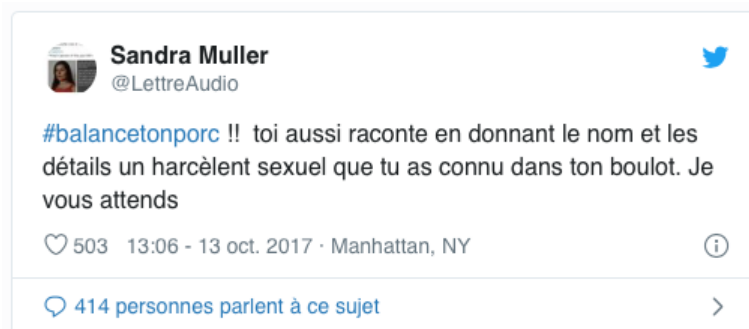 Sandra Muller
@LettreAudio
#balancetonporc !! toi aussi raconte en donnant le nom et les
détails un harcèlent sexuel que tu as connu dans ton boulot. Je
vous attends
503 13:06 - 13 oct. 2017 · Manhattan, NY
414 personnes parlent à ce sujet